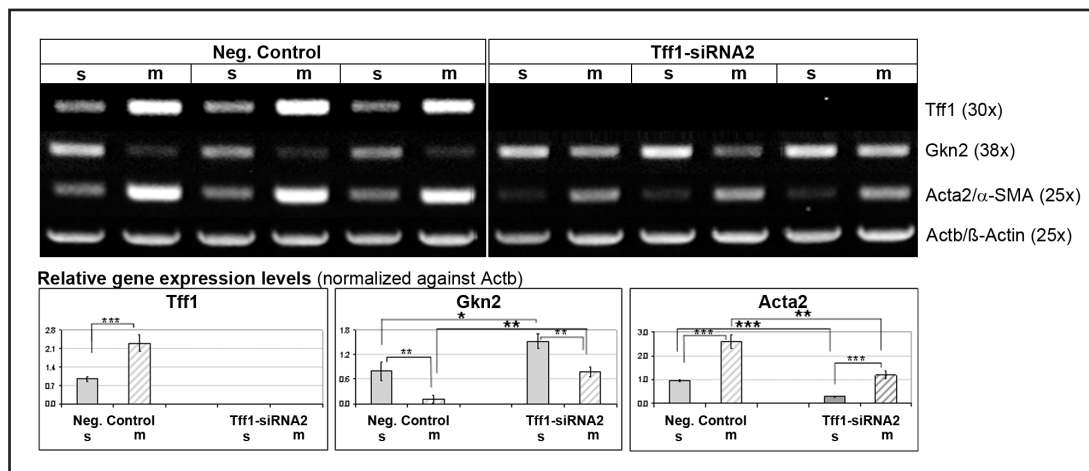 Neg. Control Tff1-siRNA2
s m s m s m s m s m s m
Tff1 (30x)
Gkn2 (38x)
Acta2/α-SMA (25x)
Actb/ß-Actin (25x)
Relative gene expression levels (normalized against Actb)
Tff1
2.8
2.1
1.4
0.7
0.0
***
Neg. Control Tff1-siRNA2
s m s m
Gkn2
1.8
1.2
0.6
0.0
*
**
**
**
Neg. Control Tff1-siRNA2
s m s m
Acta2
3.0
2.0
1.0
0.0
**
***
***
***
Neg. Control Tff1-siRNA2
s m s m